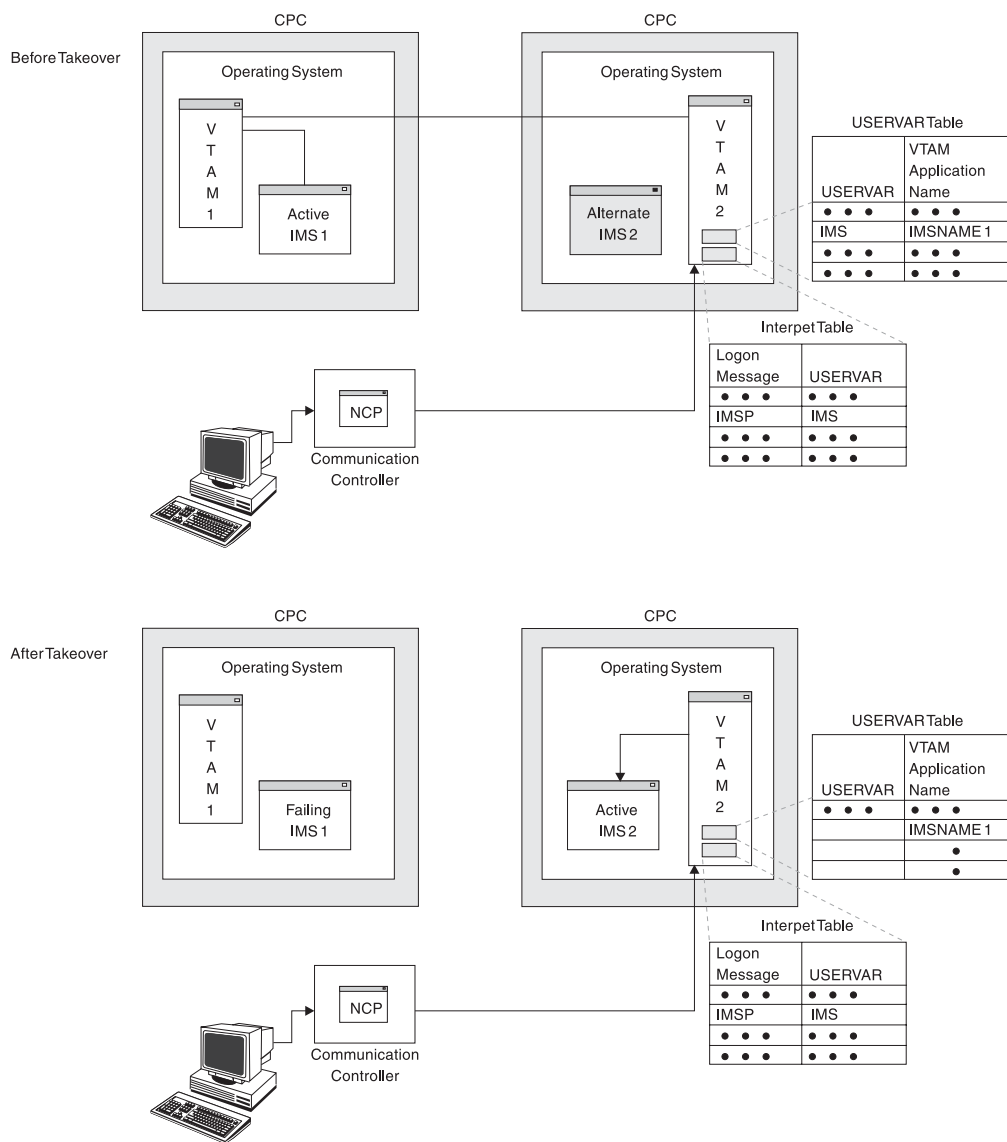 CPC
CPC
Before Takeover
Operating System
Operating System
V
T
A
M
1
Active
IMS 1
Alternate
IMS 2
V
T
A
M
2
USERVAR Table
USERVAR
VTAM
Application
Name
● ● ●
● ● ●
IMS
IMSNAME 1
● ● ●
● ● ●
● ● ●
● ● ●
Interpet Table
Logon
Message
USERVAR
● ● ●
● ● ●
IMSP
IMS
● ● ●
● ● ●
● ● ●
● ● ●
NCP
Communication
Controller
CPC
CPC
After Takeover
Operating System
Operating System
V
T
A
M
1
Failing
IMS 1
Active
IMS 2
V
T
A
M
2
USERVAR Table
USERVAR
VTAM
Application
Name
● ● ●
● ● ●
IMSNAME 1
●
●
Interpet Table
Logon
Message
USERVAR
● ● ●
● ● ●
IMSP
IMS
● ● ●
● ● ●
● ● ●
● ● ●
NCP
Communication
Controller